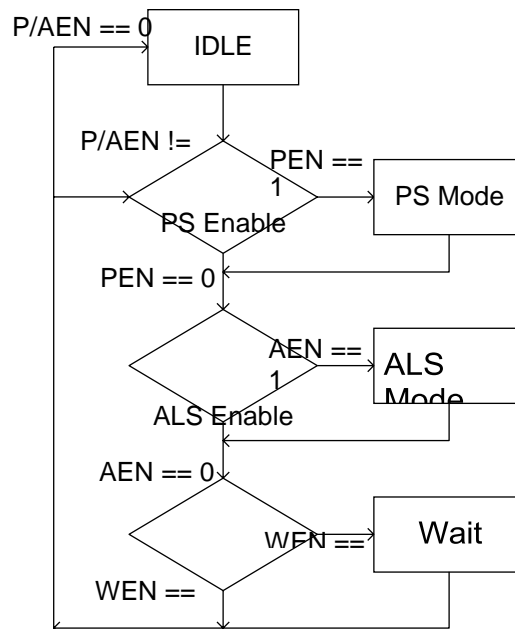 P/AEN == 0
IDLE
P/AEN !=
PEN ==
1
PS Mode
PS Enable
PEN == 0
AEN ==
1
ALS
Mode
ALS Enable
AEN == 0
WEN ==
Wait
WEN ==